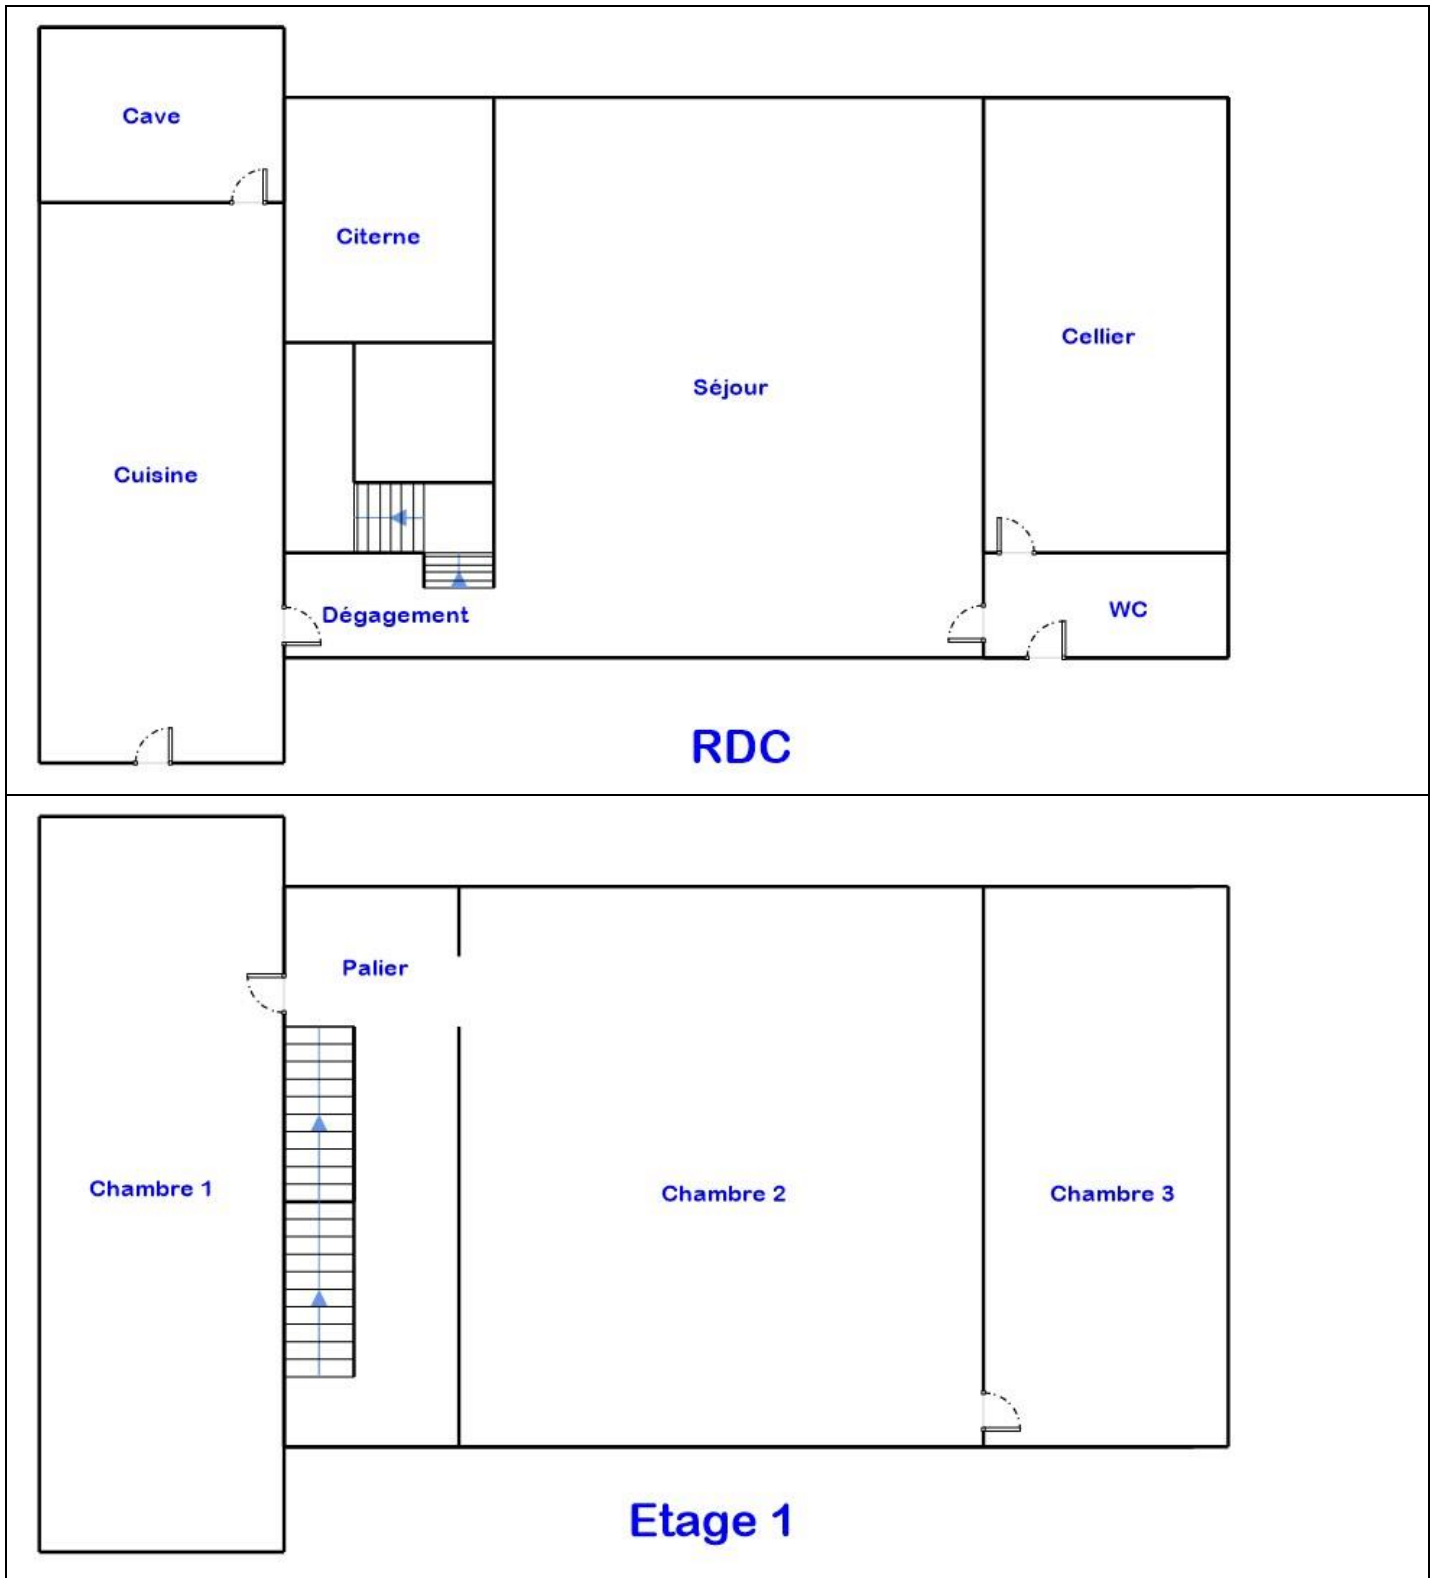 Cave
Citerne
Cellier
Séjour
Cuisine
WC
Dégagement
RDC
Palier
Chambre 1
Chambre 2
Chambre 3
Etage 1